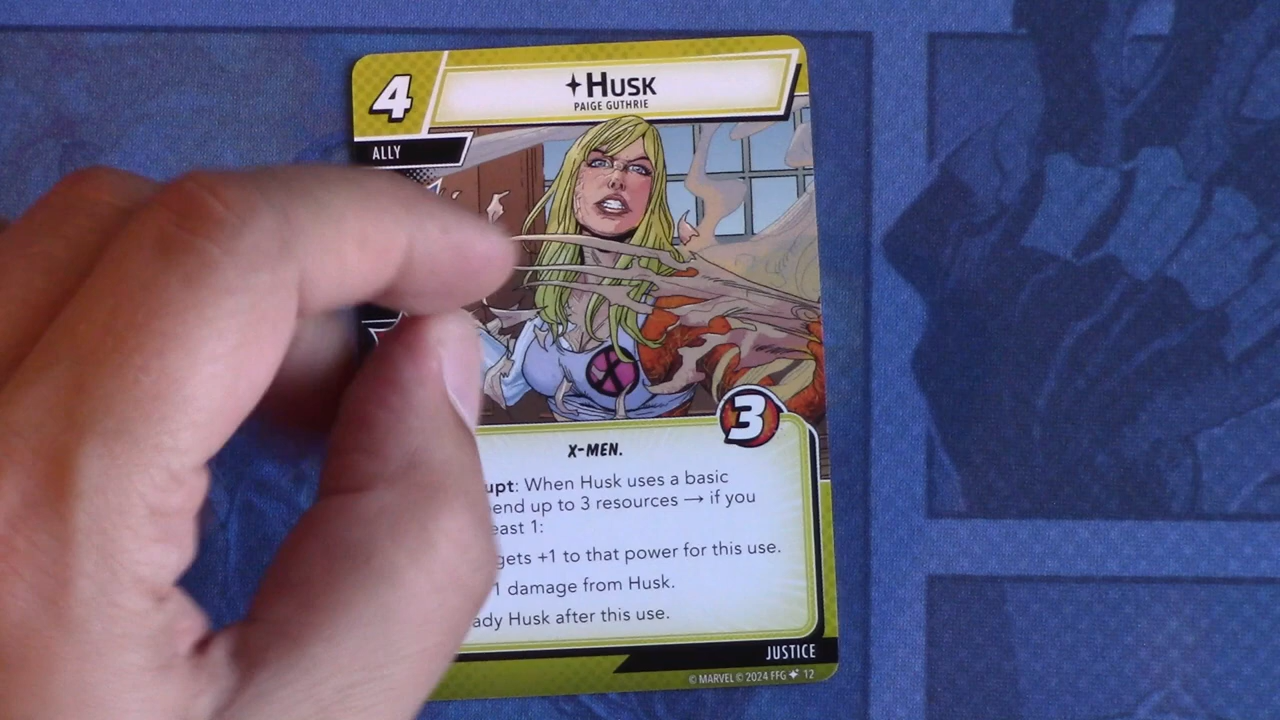 4
HUSK
PAIGE GUTHRIE
ALLY
X
3
X-MEN.
upt: When Husk uses a basic
end up to 3 resources → if you
east 1:
gets +1 to that power for this use.
1 damage from Husk.
ady Husk after this use.
JUSTICE
© MARVEL © 2024 FFG 12